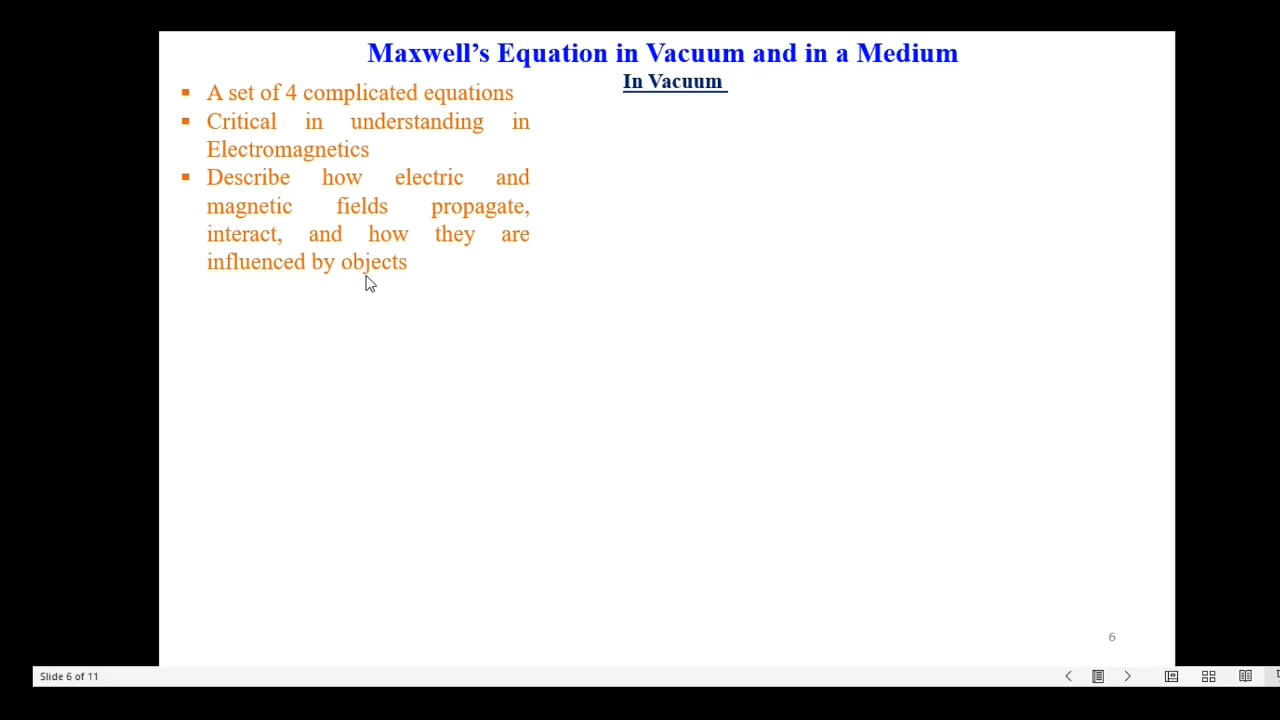 Maxwell's Equation in Vacuum and in a Medium
In Vacuum
▪ A set of 4 complicated equations
▪ Critical in understanding in
Electromagnetics
▪ Describe how electric and
magnetic fields propagate,
interact, and how they are
influenced by objects
6
Slide 6 of 11